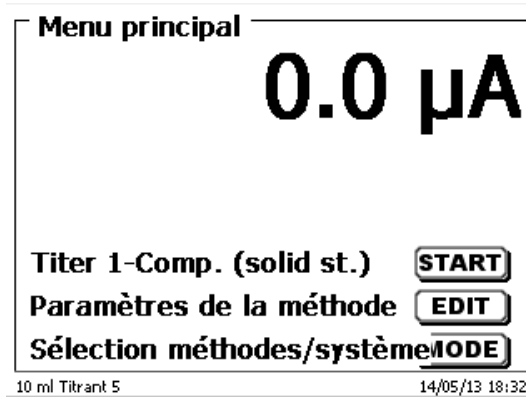 Menu principal
0.0 µA
Titer 1-Comp. (solid st.) START
Paramètres de la méthode EDIT
Sélection méthodes/système MODE
10 ml Titrant 5 14/05/13 18:32